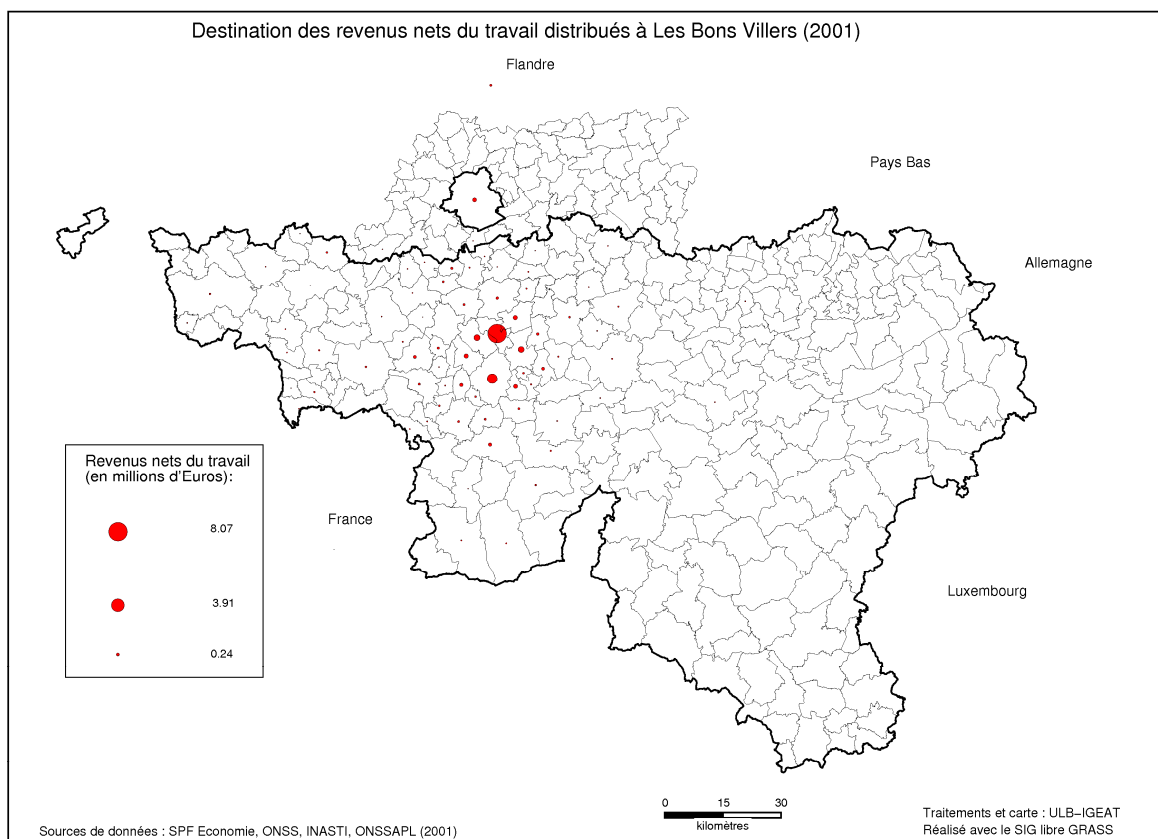 Destination des revenus nets du travail distribués à Les Bons Villers (2001)
Flandre
Pays Bas
Allemagne
Revenus nets du travail
(en millions d'Euros):
8.07
3.91
0.24
France
Luxembourg
0 15 30
kilomètres
Sources de données : SPF Economie, ONSS, INASTI, ONSSAPL (2001)
Traitements et carte : ULB-IGEAT
Réalisé avec le SIG libre GRASS